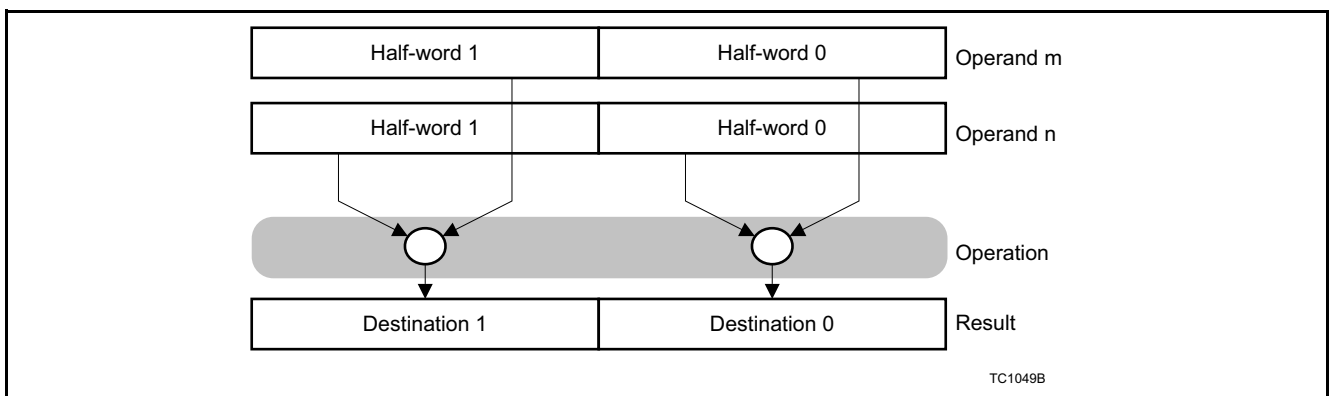 Half-word 1 Half-word 0 Operand m
Half-word 1 Half-word 0 Operand n
Operation
Destination 1 Destination 0 Result
TC1049B